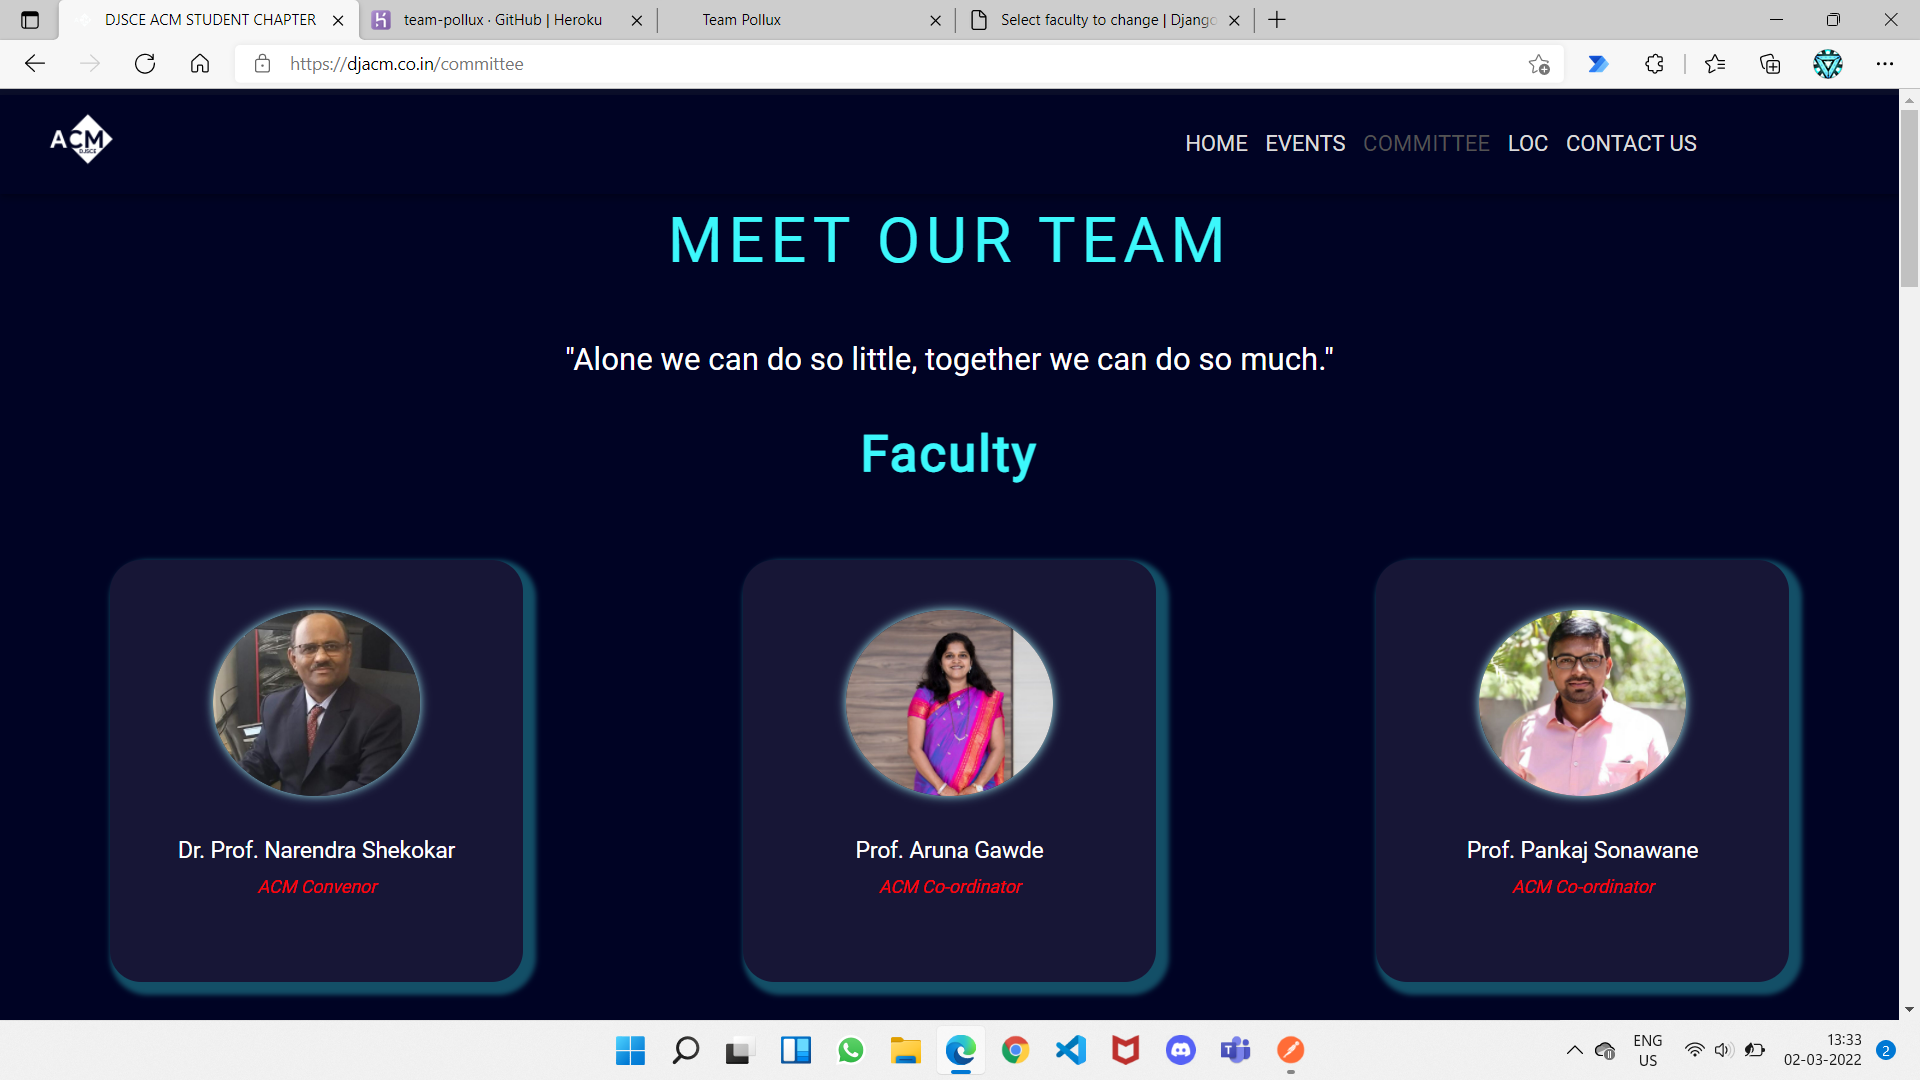 DJSCE ACM STUDENT CHAPTER
team-pollux · GitHub | Heroku
Team Pollux
Select faculty to change | Django
https://djacm.co.in/committee
ACM
DJSCE
HOME EVENTS COMMITTEE LOC CONTACT US
MEET OUR TEAM
"Alone we can do so little, together we can do so much."
Faculty
Dr. Prof. Narendra Shekokar
ACM Convenor
Prof. Aruna Gawde
ACM Co-ordinator
Prof. Pankaj Sonawane
ACM Co-ordinator
ENG
US
13:33
02-03-2022
2